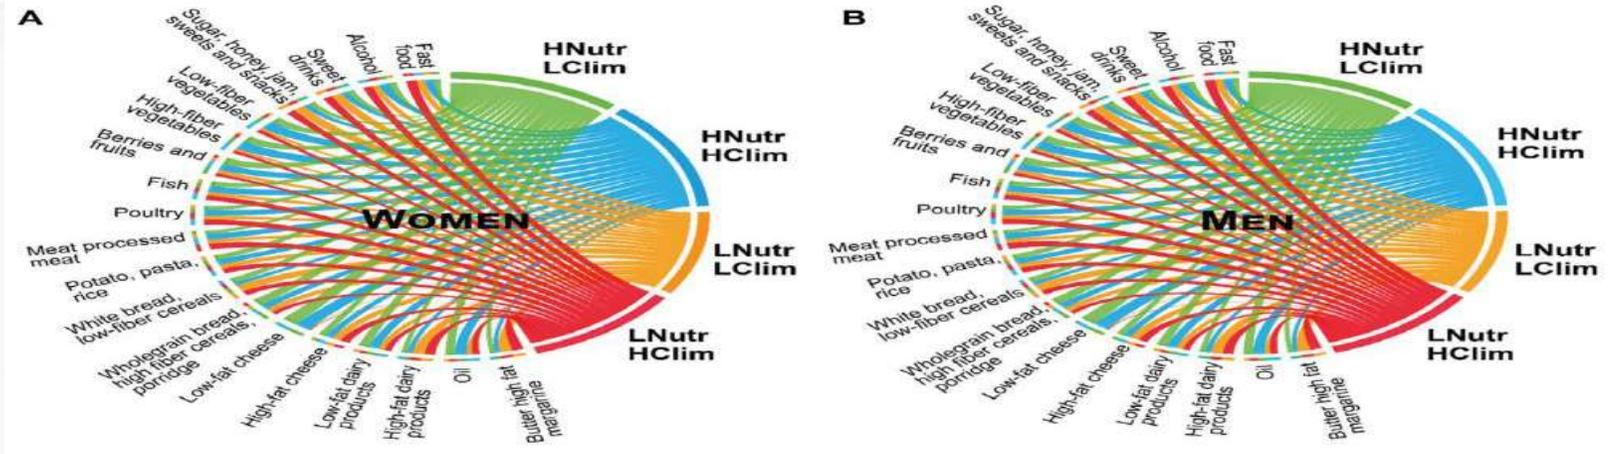 A
Sugar, honey, jam,
sweets and snacks
Sweet
drinks
Alcohol
Fast
food
HNutr
LClim
Low-fiber
vegetables
High-fiber
vegetables
Berries and
fruits
Fish
Poultry
Meat processed
meat
Potato, pasta,
rice
White bread,
low-fiber cereals
Wholegrain bread,
high fiber cereals,
porridge
Low-fat cheese
High-fat cheese
Low-fat dairy
products
High-fat dairy
products
Oil
Butter high fat
margarine
HNutr
HClim
LNutr
LClim
LNutr
HClim
WOMEN
B
Sugar, honey, jam,
sweets and snacks
Sweet
drinks
Alcohol
Fast
food
HNutr
LClim
Low-fiber
vegetables
High-fiber
vegetables
Berries and
fruits
Fish
Poultry
Meat processed
meat
Potato, pasta,
rice
White bread,
low-fiber cereals
Wholegrain bread,
high fiber cereals,
porridge
Low-fat cheese
High-fat cheese
Low-fat dairy
products
High-fat dairy
products
Oil
Butter high fat
margarine
HNutr
HClim
LNutr
LClim
LNutr
HClim
MEN